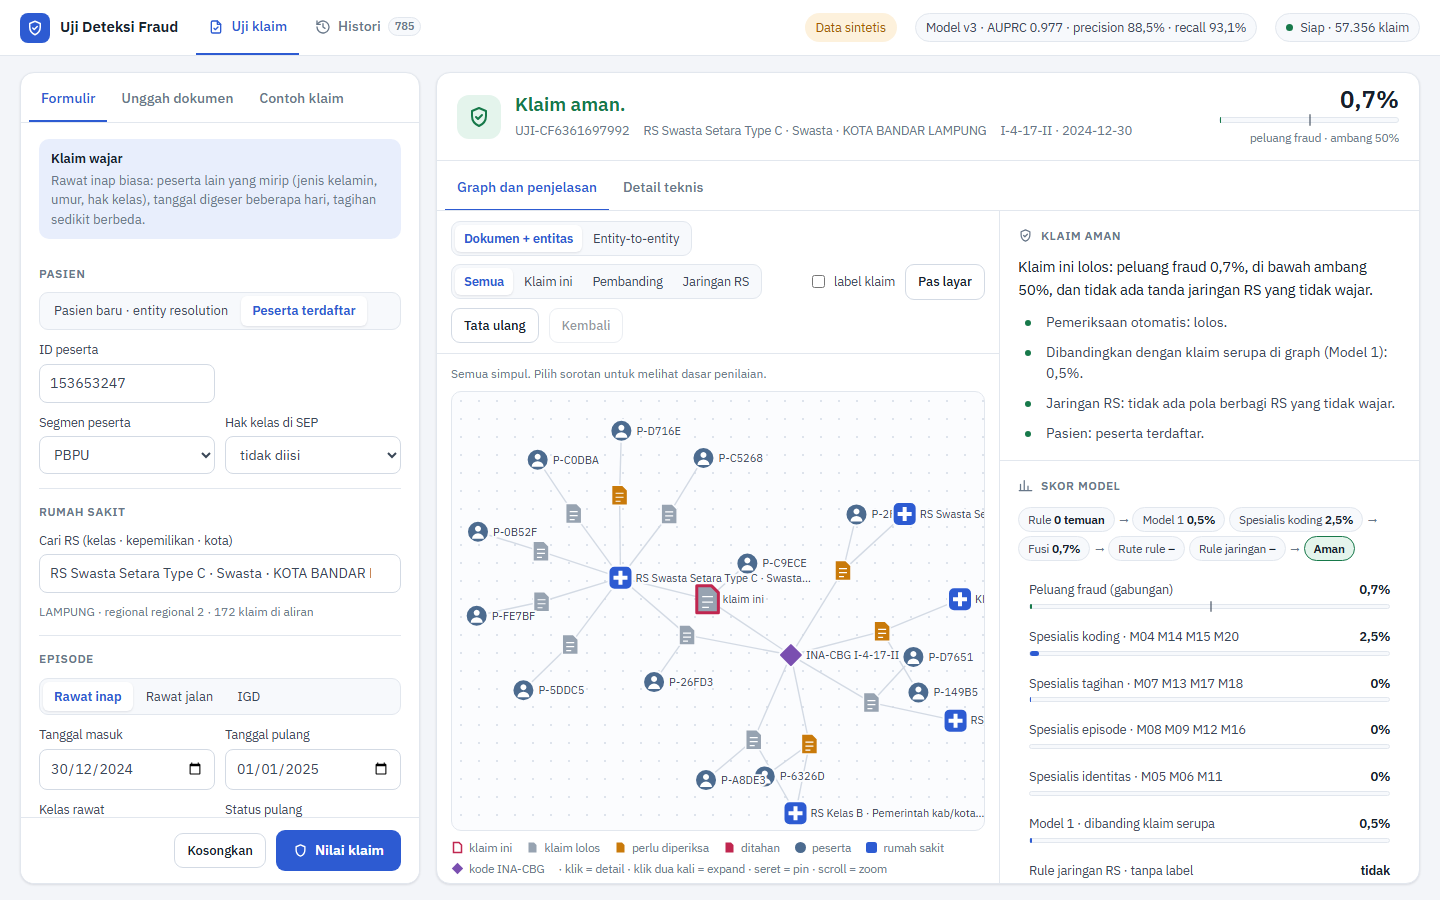 Uji Deteksi Fraud
Uji klaim
Histori 785
Data sintetis
Model v3 · AUPRC 0.977 · precision 88,5% · recall 93,1%
Siap · 57.356 klaim
Formulir
Unggah dokumen
Contoh klaim
Klaim wajar
Rawat inap biasa: peserta lain yang mirip (jenis kelamin,
umur, hak kelas), tanggal digeser beberapa hari, tagihan
sedikit berbeda.
PASIEN
Pasien baru · entity resolution
Peserta terdaftar
ID peserta
153653247
Segmen peserta
Hak kelas di SEP
PBPU
tidak diisi
RUMAH SAKIT
Cari RS (kelas · kepemilikan · kota)
RS Swasta Setara Type C · Swasta · KOTA BANDAR
LAMPUNG · regional regional 2 · 172 klaim di aliran
EPISODE
Rawat inap
Rawat jalan
IGD
Tanggal masuk
Tanggal pulang
30/12/2024
01/01/2025
Kelas rawat
Status pulang
Kosongkan
Nilai klaim
Klaim aman.
UJI-CF6361697992
RS Swasta Setara Type C · Swasta · KOTA BANDAR LAMPUNG
I-4-17-II · 2024-12-30
0,7%
peluang fraud · ambang 50%
Graph dan penjelasan
Detail teknis
Dokumen + entitas
Entity-to-entity
Semua
Klaim ini
Pembanding
Jaringan RS
label klaim
Pas layar
Tata ulang
Kembali
Semua simpul. Pilih sorotan untuk melihat dasar penilaian.
P-D716E
P-C0DBA
P-C5268
P-2
RS Swasta Se
P-0B52F
P-C9ECE
RS Swasta Setara Type C · Swasta...
klaim ini
P-FE7BF
INA-CBG I-4-17-II
P-D7651
P-5DDC5
P-26FD3
P-149B5
RS
P-A8DE3
P-6326D
RS Kelas B · Pemerintah kab/kota...
klaim ini
klaim lolos
perlu diperiksa
ditahan
peserta
rumah sakit
kode INA-CBG
· klik = detail · klik dua kali = expand · seret = pin · scroll = zoom
KLAIM AMAN
Klaim ini lolos: peluang fraud 0,7%, di bawah ambang
50%, dan tidak ada tanda jaringan RS yang tidak wajar.
Pemeriksaan otomatis: lolos.
Dibandingkan dengan klaim serupa di graph (Model 1):
0,5%.
Jaringan RS: tidak ada pola berbagi RS yang tidak wajar.
Pasien: peserta terdaftar.
SKOR MODEL
Rule 0 temuan → Model 1 0,5% Spesialis koding 2,5% →
Fusi 0,7% → Rute rule – Rule jaringan – → Aman
Peluang fraud (gabungan) 0,7%
Spesialis koding · M04 M14 M15 M20 2,5%
Spesialis tagihan · M07 M13 M17 M18 0%
Spesialis episode · M08 M09 M12 M16 0%
Spesialis identitas · M05 M06 M11 0%
Model 1 · dibanding klaim serupa 0,5%
Rule jaringan RS · tanpa label tidak